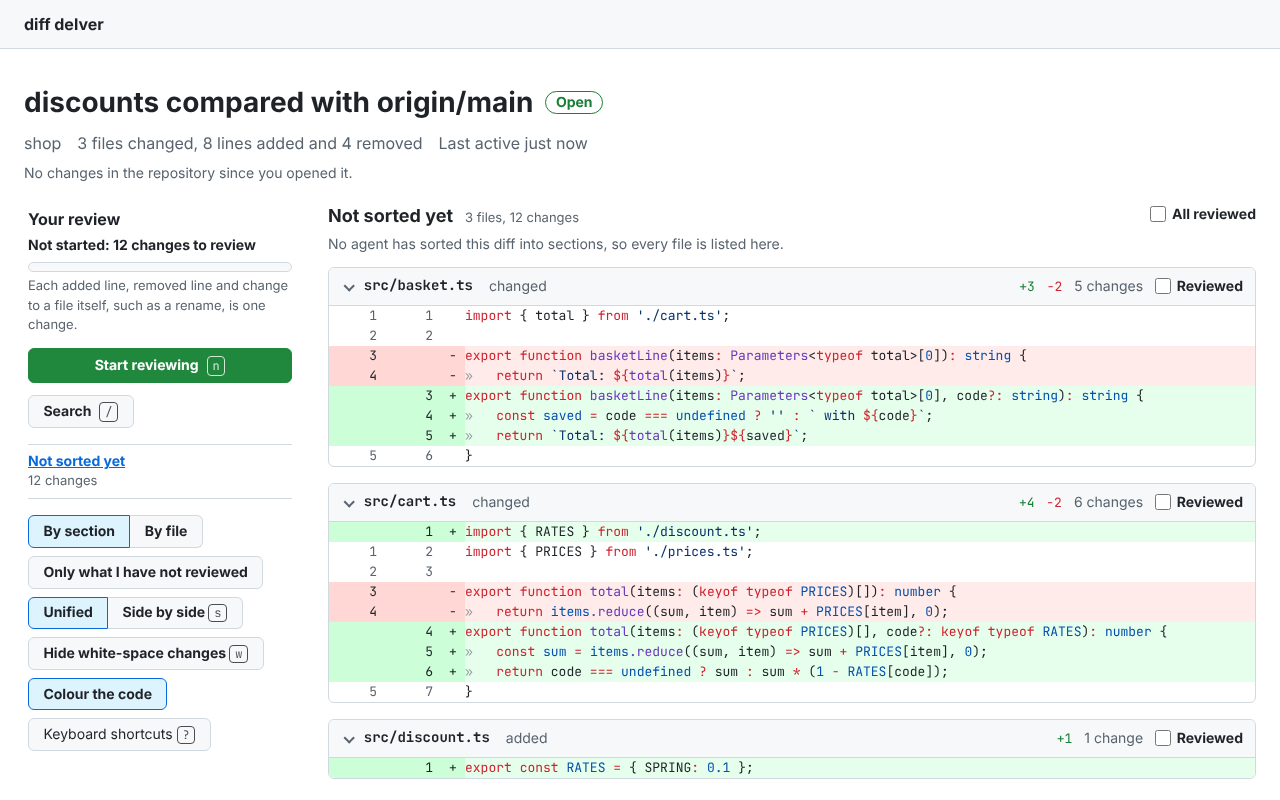 diff delver
discounts compared with origin/main Open
shop 3 files changed, 8 lines added and 4 removed Last active just now
No changes in the repository since you opened it.
Your review
Not started: 12 changes to review
Each added line, removed line and change
to a file itself, such as a rename, is one
change.
Start reviewing n
Search /
Not sorted yet
12 changes
By section By file
Only what I have not reviewed
Unified Side by side s
Hide white-space changes w
Colour the code
Keyboard shortcuts ?
Not sorted yet 3 files, 12 changes All reviewed
No agent has sorted this diff into sections, so every file is listed here.
src/basket.ts changed +3 -2 5 changes Reviewed
1 1 import { total } from './cart.ts';
2 2
3 - export function basketLine(items: Parameters<typeof total>[0]): string {
4 - » return `Total: ${total(items)}`;
3 + export function basketLine(items: Parameters<typeof total>[0], code?: string): string {
4 + » const saved = code === undefined ? '' : ` with ${code}`;
5 + » return `Total: ${total(items)}${saved}`;
5 6 }
src/cart.ts changed +4 -2 6 changes Reviewed
1 + import { RATES } from './discount.ts';
1 2 import { PRICES } from './prices.ts';
2 3
3 - export function total(items: (keyof typeof PRICES)[]): number {
4 - » return items.reduce((sum, item) => sum + PRICES[item], 0);
4 + export function total(items: (keyof typeof PRICES)[], code?: keyof typeof RATES): number {
5 + » const sum = items.reduce((sum, item) => sum + PRICES[item], 0);
6 + » return code === undefined ? sum : sum * (1 - RATES[code]);
5 7 }
src/discount.ts added +1 1 change Reviewed
1 + export const RATES = { SPRING: 0.1 };